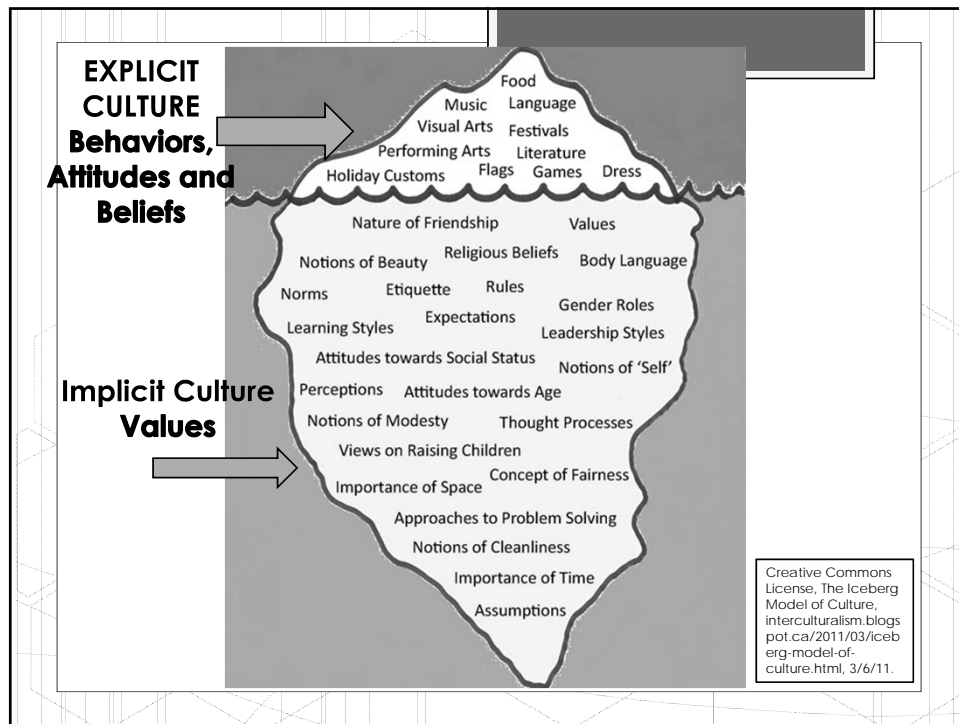 EXPLICIT
CULTURE
Behaviors,
Attitudes and
Beliefs
Food
Music Language
Visual Arts Festivals
Performing Arts Literature
Holiday Customs Flags Games Dress
Nature of Friendship Values
Notions of Beauty Religious Beliefs Body Language
Norms Etiquette Rules
Expectations Gender Roles
Learning Styles Leadership Styles
Attitudes towards Social Status Notions of ‘Self’
Implicit Culture
Values
Perceptions Attitudes towards Age
Notions of Modesty Thought Processes
Views on Raising Children
Importance of Space Concept of Fairness
Approaches to Problem Solving
Notions of Cleanliness
Importance of Time
Assumptions
Creative Commons
License, The Iceberg
Model of Culture,
interculturalism.blogs
pot.ca/2011/03/iceb
erg-model-of-
culture.html, 3/6/11.